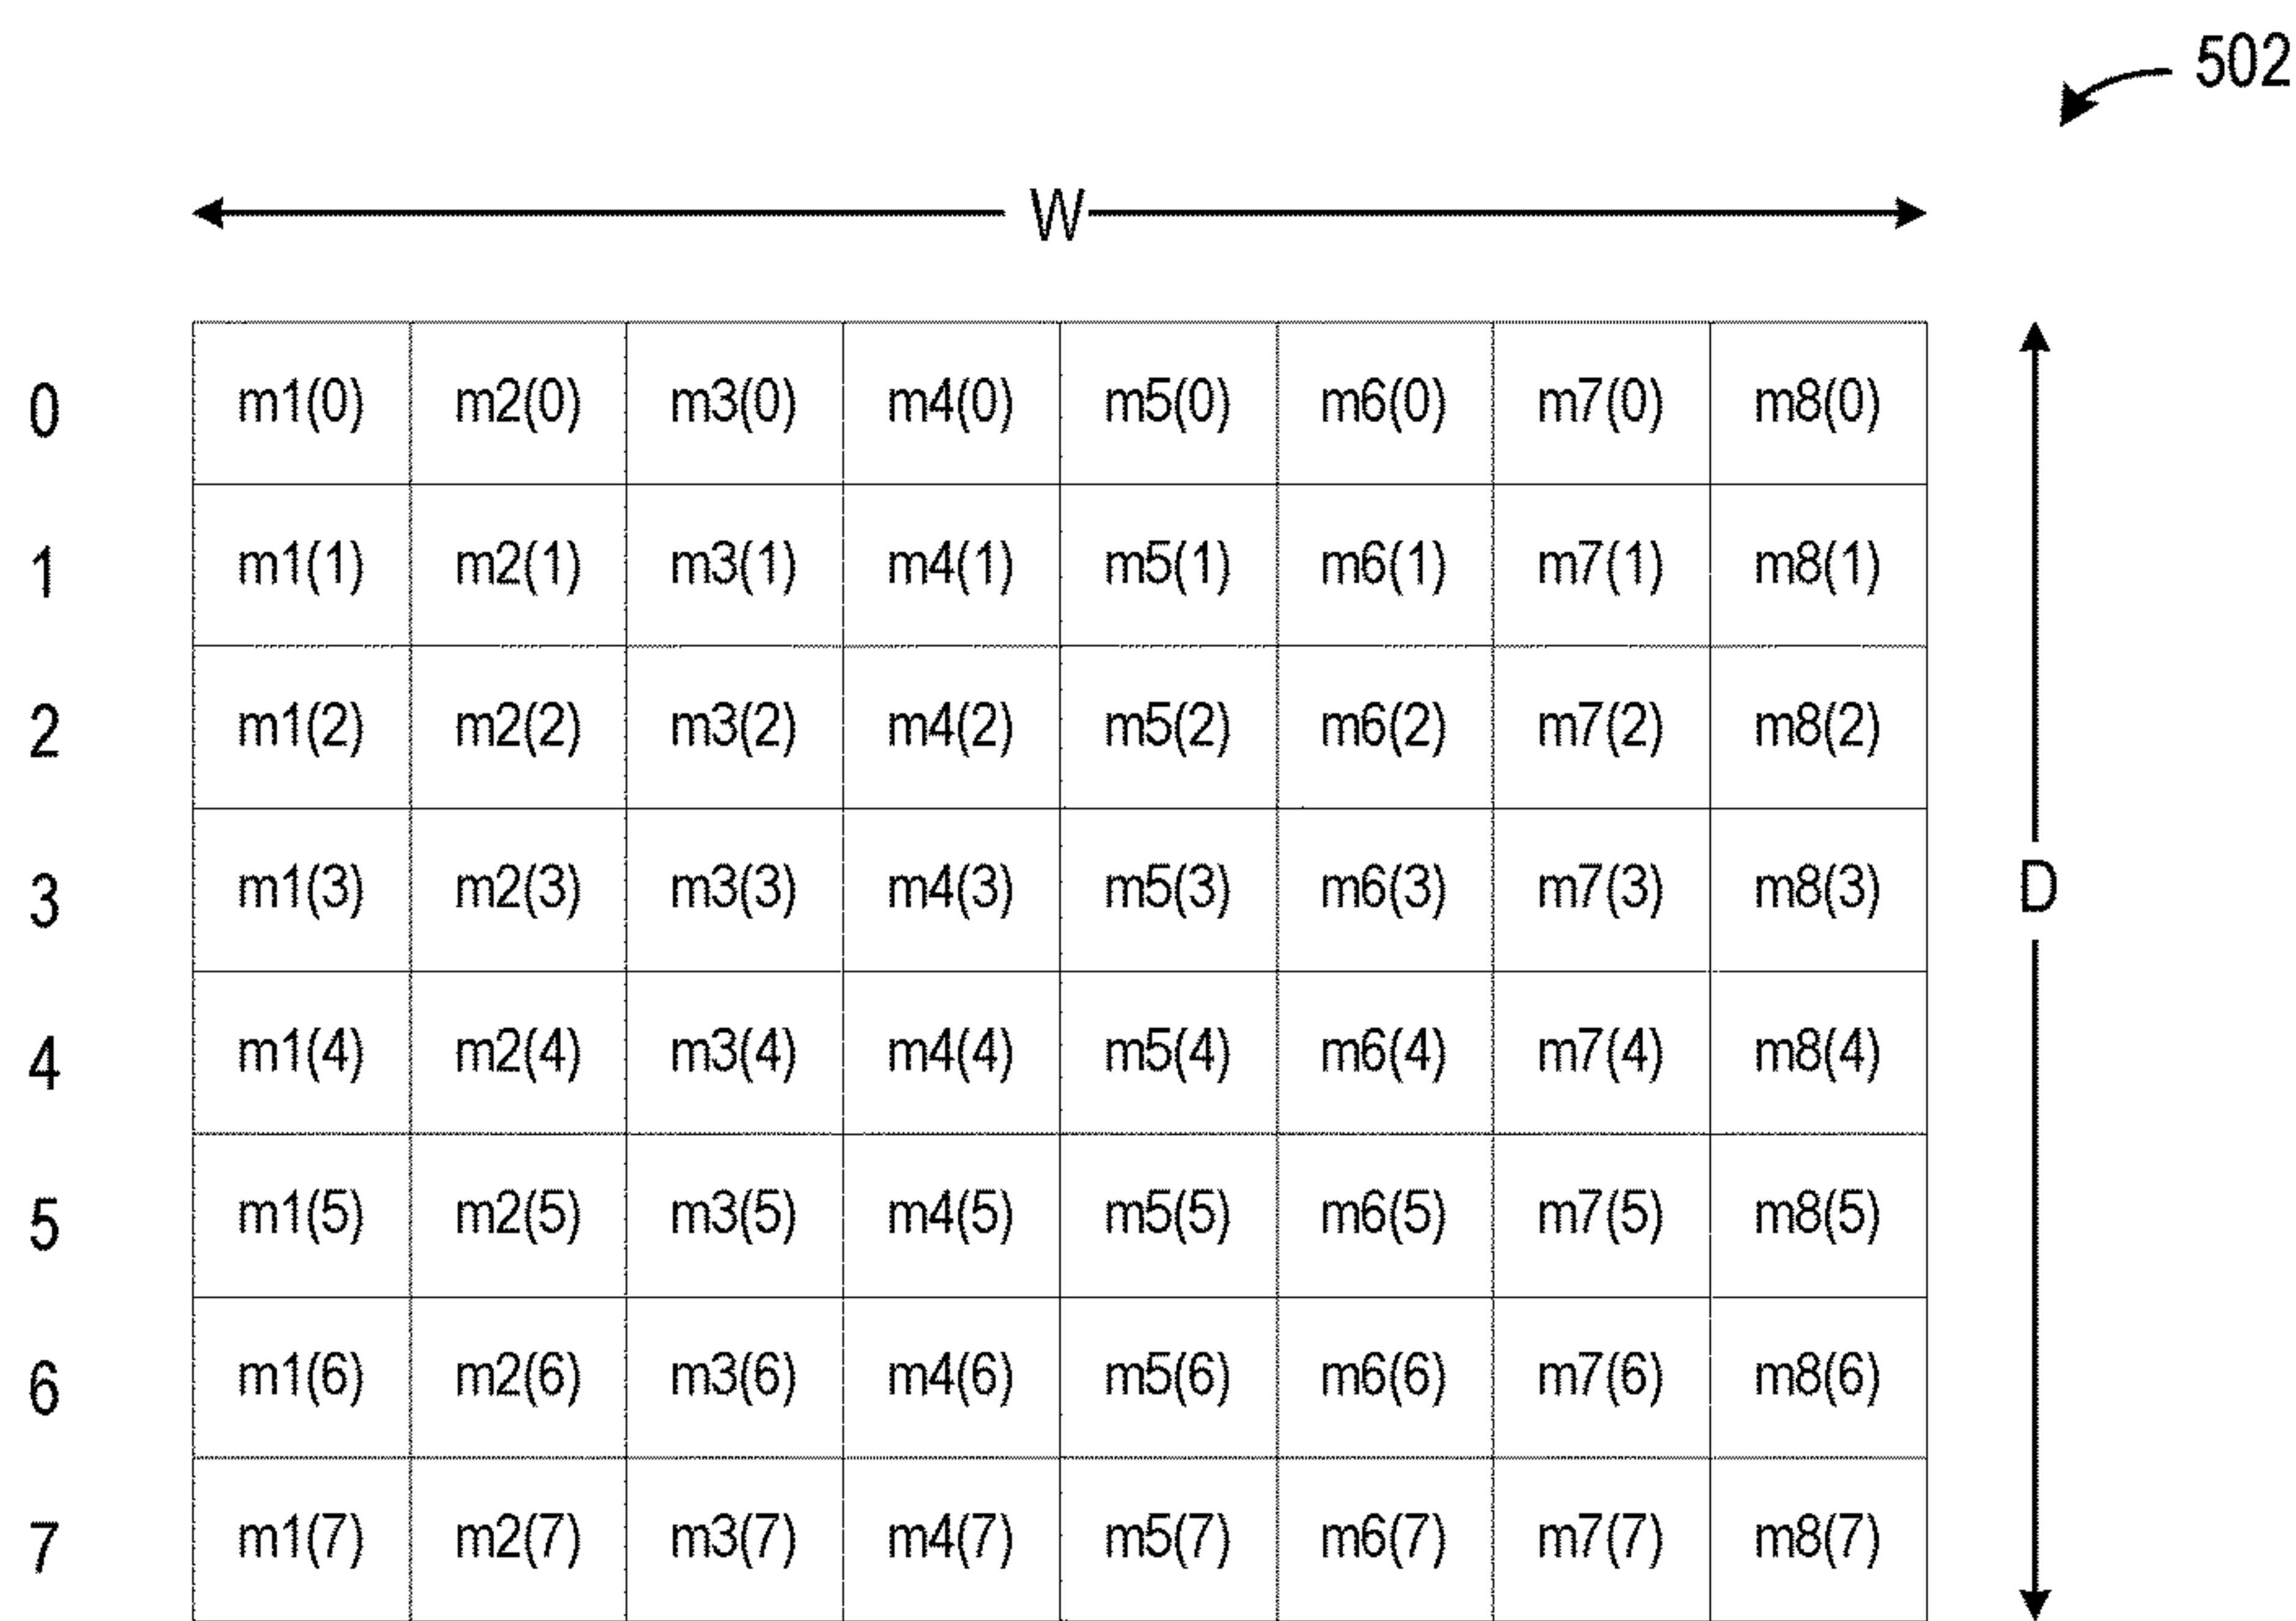 502
W
0 m1(0) m2(0) m3(0) m4(0) m5(0) m6(0) m7(0) m8(0)
1 m1(1) m2(1) m3(1) m4(1) m5(1) m6(1) m7(1) m8(1)
2 m1(2) m2(2) m3(2) m4(2) m5(2) m6(2) m7(2) m8(2)
3 m1(3) m2(3) m3(3) m4(3) m5(3) m6(3) m7(3) m8(3)
D
4 m1(4) m2(4) m3(4) m4(4) m5(4) m6(4) m7(4) m8(4)
5 m1(5) m2(5) m3(5) m4(5) m5(5) m6(5) m7(5) m8(5)
6 m1(6) m2(6) m3(6) m4(6) m5(6) m6(6) m7(6) m8(6)
7 m1(7) m2(7) m3(7) m4(7) m5(7) m6(7) m7(7) m8(7)